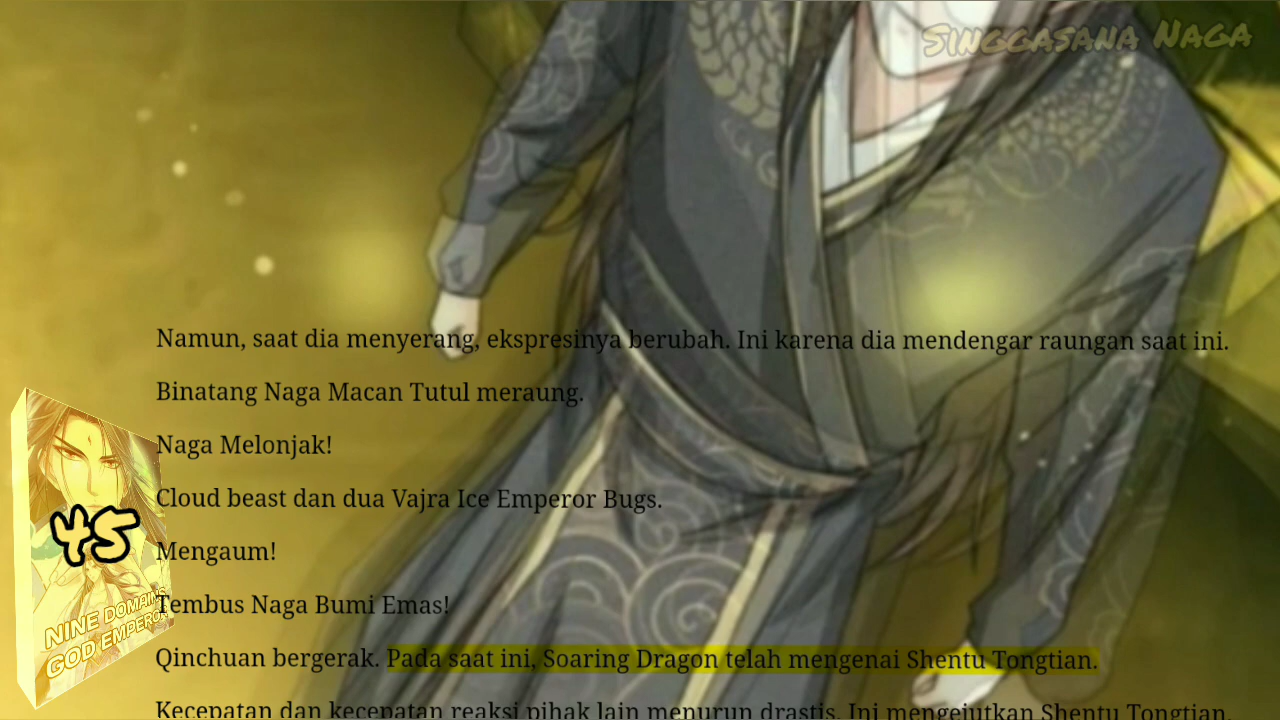 Singgasana Naga
Namun, saat dia menyerang, ekspresinya berubah. Ini karena dia mendengar raungan saat ini.
Binatang Naga Macan Tutul meraung.
Naga Melonjak!
Cloud beast dan dua Vajra Ice Emperor Bugs.
Mengaum!
Tembus Naga Bumi Emas!
Qinchuan bergerak. Pada saat ini, Soaring Dragon telah mengenai Shentu Tongtian.
Kecepatan dan kecepatan reaksi pihak lain menurun drastis. Ini mengejutkan Shentu Tongtian.
45
NINE DOMAINS
GOD EMPEROR